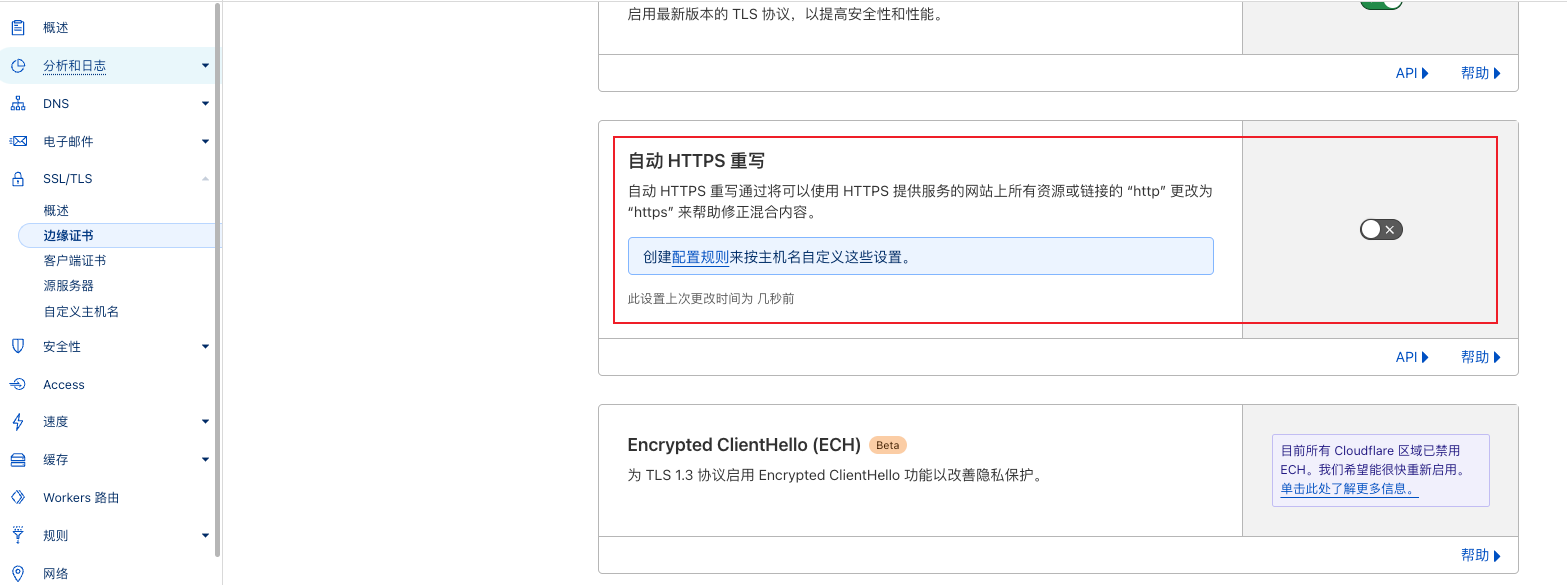 概述
分析和日志
DNS
电子邮件
SSL/TLS
概述
边缘证书
客户端证书
源服务器
自定义主机名
安全性
Access
速度
缓存
Workers 路由
规则
网络
启用最新版本的 TLS 协议，以提高安全性和性能。
API
帮助
自动 HTTPS 重写
自动 HTTPS 重写通过将可以使用 HTTPS 提供服务的网站上所有资源或链接的 “http” 更改为
“https” 来帮助修正混合内容。
创建配置规则来按主机名自定义这些设置。
此设置上次更改时间为 几秒前
API
帮助
Encrypted ClientHello (ECH) Beta
为 TLS 1.3 协议启用 Encrypted ClientHello 功能以改善隐私保护。
目前所有 Cloudflare 区域已禁用
ECH。我们希望能很快重新启用。
单击此处了解更多信息。
帮助